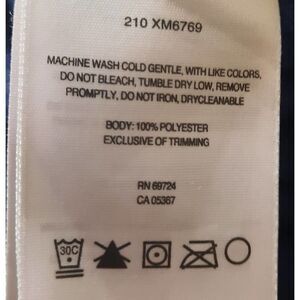 210 XM6769
MACHINE WASH COLD GENTLE, WITH LIKE COLORS,
DO NOT BLEACH, TUMBLE DRY LOW, REMOVE
PROMPTLY, DO NOT IRON, DRYCLEANABLE
BODY: 100% POLYESTER
EXCLUSIVE OF TRIMMING
RN 69724
CA 05367
30C